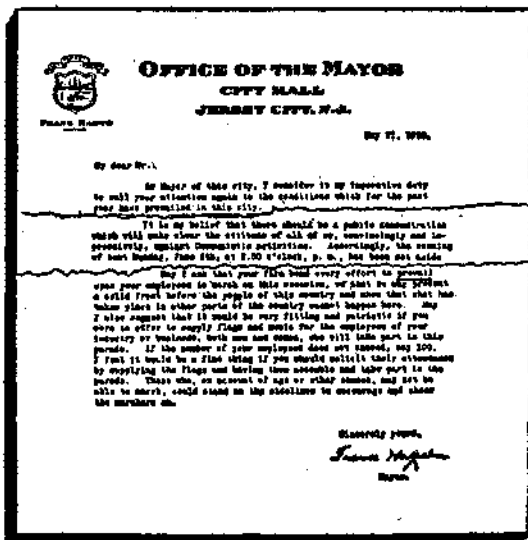 OFFICE OF THE MAYOR
CITY HALL
JERSEY CITY, N.J.
FRANK HAGUE
May 1938.
My dear Mr.
As Mayor of this city, I consider it my imperative duty
to call your attention again to the conditions which for the past
year have prevailed in this city.
It is my belief that there should be a public demonstration
which will make clear the attitude of all of us, convincingly and
impressively, against Communistic activities. Accordingly, the evening
of next Monday, June 6th, at 8.00 o'clock, p. m., has been set aside
May I ask that your firm bend every effort to prevail
upon your employees to march on this occasion, so that we may present
a solid front before the people of this country and show that what has
taken place in other parts of this country cannot happen here. May
I also suggest that it would be very fitting and patriotic if you
were to offer to supply flags and music for the employees of your
industry or business, both men and women, who will take part in this
parade. If the number of your employees does not exceed, say 100,
I feel it would be a fine thing if you should solicit their attendance
by supplying the flags and having them assemble and take part in the
parade. Those who, on account of age or other causes, may not be
able to march, could stand on the sidelines to encourage and cheer
the marchers on.
Sincerely yours,
Frank Hague
Mayor.